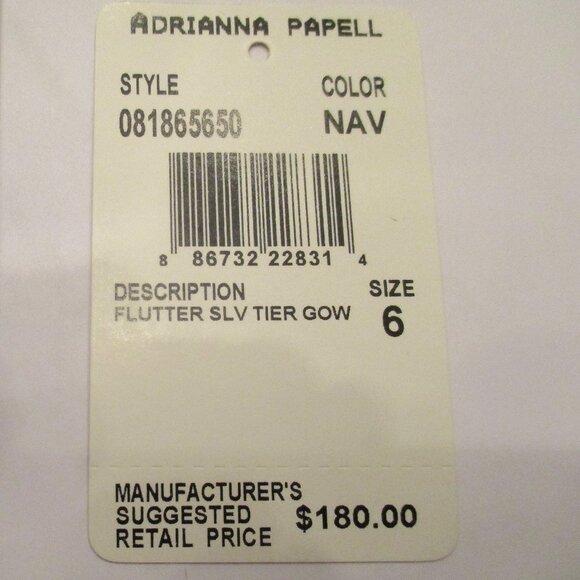 ADRIANNA PAPELL
STYLE COLOR
081865650 NAV
8 86732 22831 4
DESCRIPTION SIZE
FLUTTER SLV TIER GOW 6
MANUFACTURER'S
SUGGESTED $180.00
RETAIL PRICE